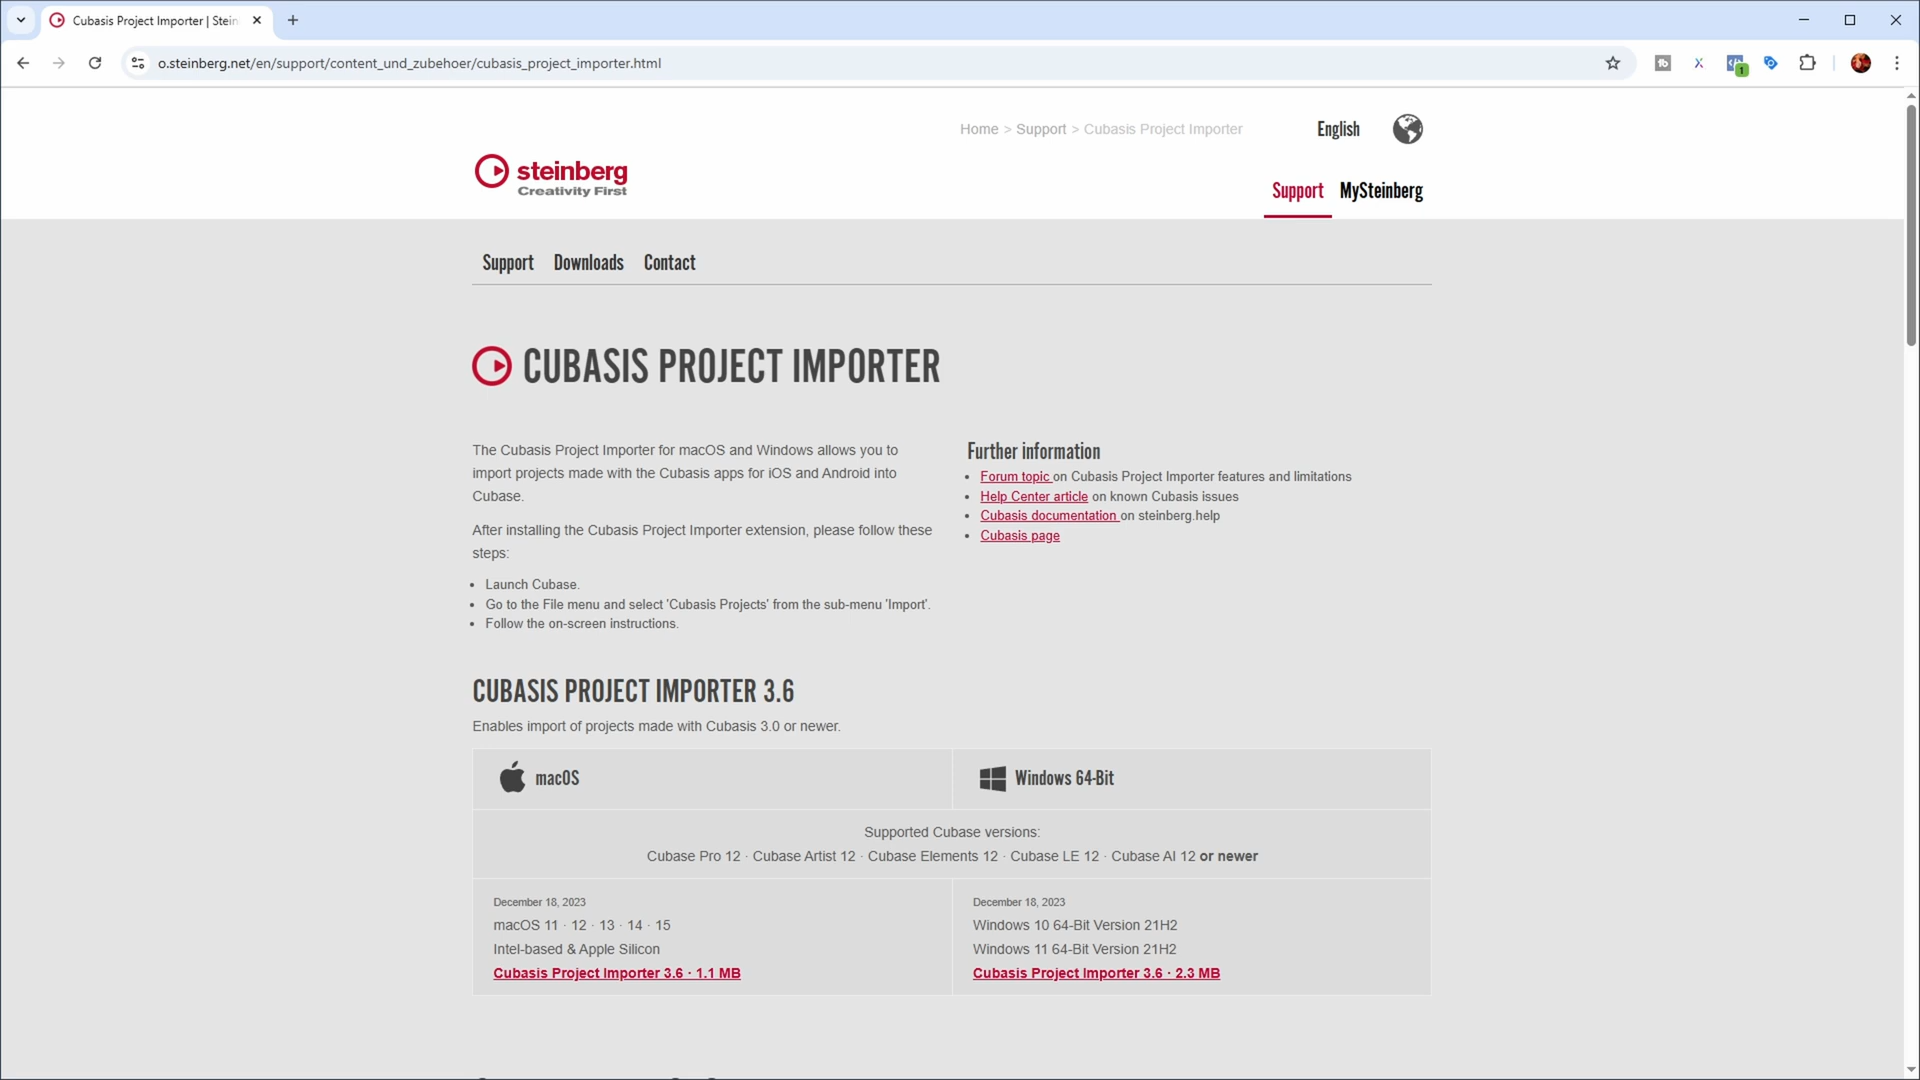 Cubasis Project Importer | Stein
o.steinberg.net/en/support/content_und_zubehoer/cubasis_project_importer.html
1
Home > Support > Cubasis Project Importer
English
steinberg
Creativity First
Support MySteinberg
Support Downloads Contact
CUBASIS PROJECT IMPORTER
The Cubasis Project Importer for macOS and Windows allows you to
import projects made with the Cubasis apps for iOS and Android into
Cubase.
After installing the Cubasis Project Importer extension, please follow these
steps:
• Launch Cubase.
• Go to the File menu and select 'Cubasis Projects' from the sub-menu 'Import'.
• Follow the on-screen instructions.
Further information
• Forum topic on Cubasis Project Importer features and limitations
• Help Center article on known Cubasis issues
• Cubasis documentation on steinberg.help
• Cubasis page
CUBASIS PROJECT IMPORTER 3.6
Enables import of projects made with Cubasis 3.0 or newer.
macOS
Windows 64-Bit
Supported Cubase versions:
Cubase Pro 12 · Cubase Artist 12 · Cubase Elements 12 · Cubase LE 12 · Cubase AI 12 or newer
December 18, 2023
macOS 11 · 12 · 13 · 14 · 15
Intel-based & Apple Silicon
Cubasis Project Importer 3.6 · 1.1 MB
December 18, 2023
Windows 10 64-Bit Version 21H2
Windows 11 64-Bit Version 21H2
Cubasis Project Importer 3.6 · 2.3 MB